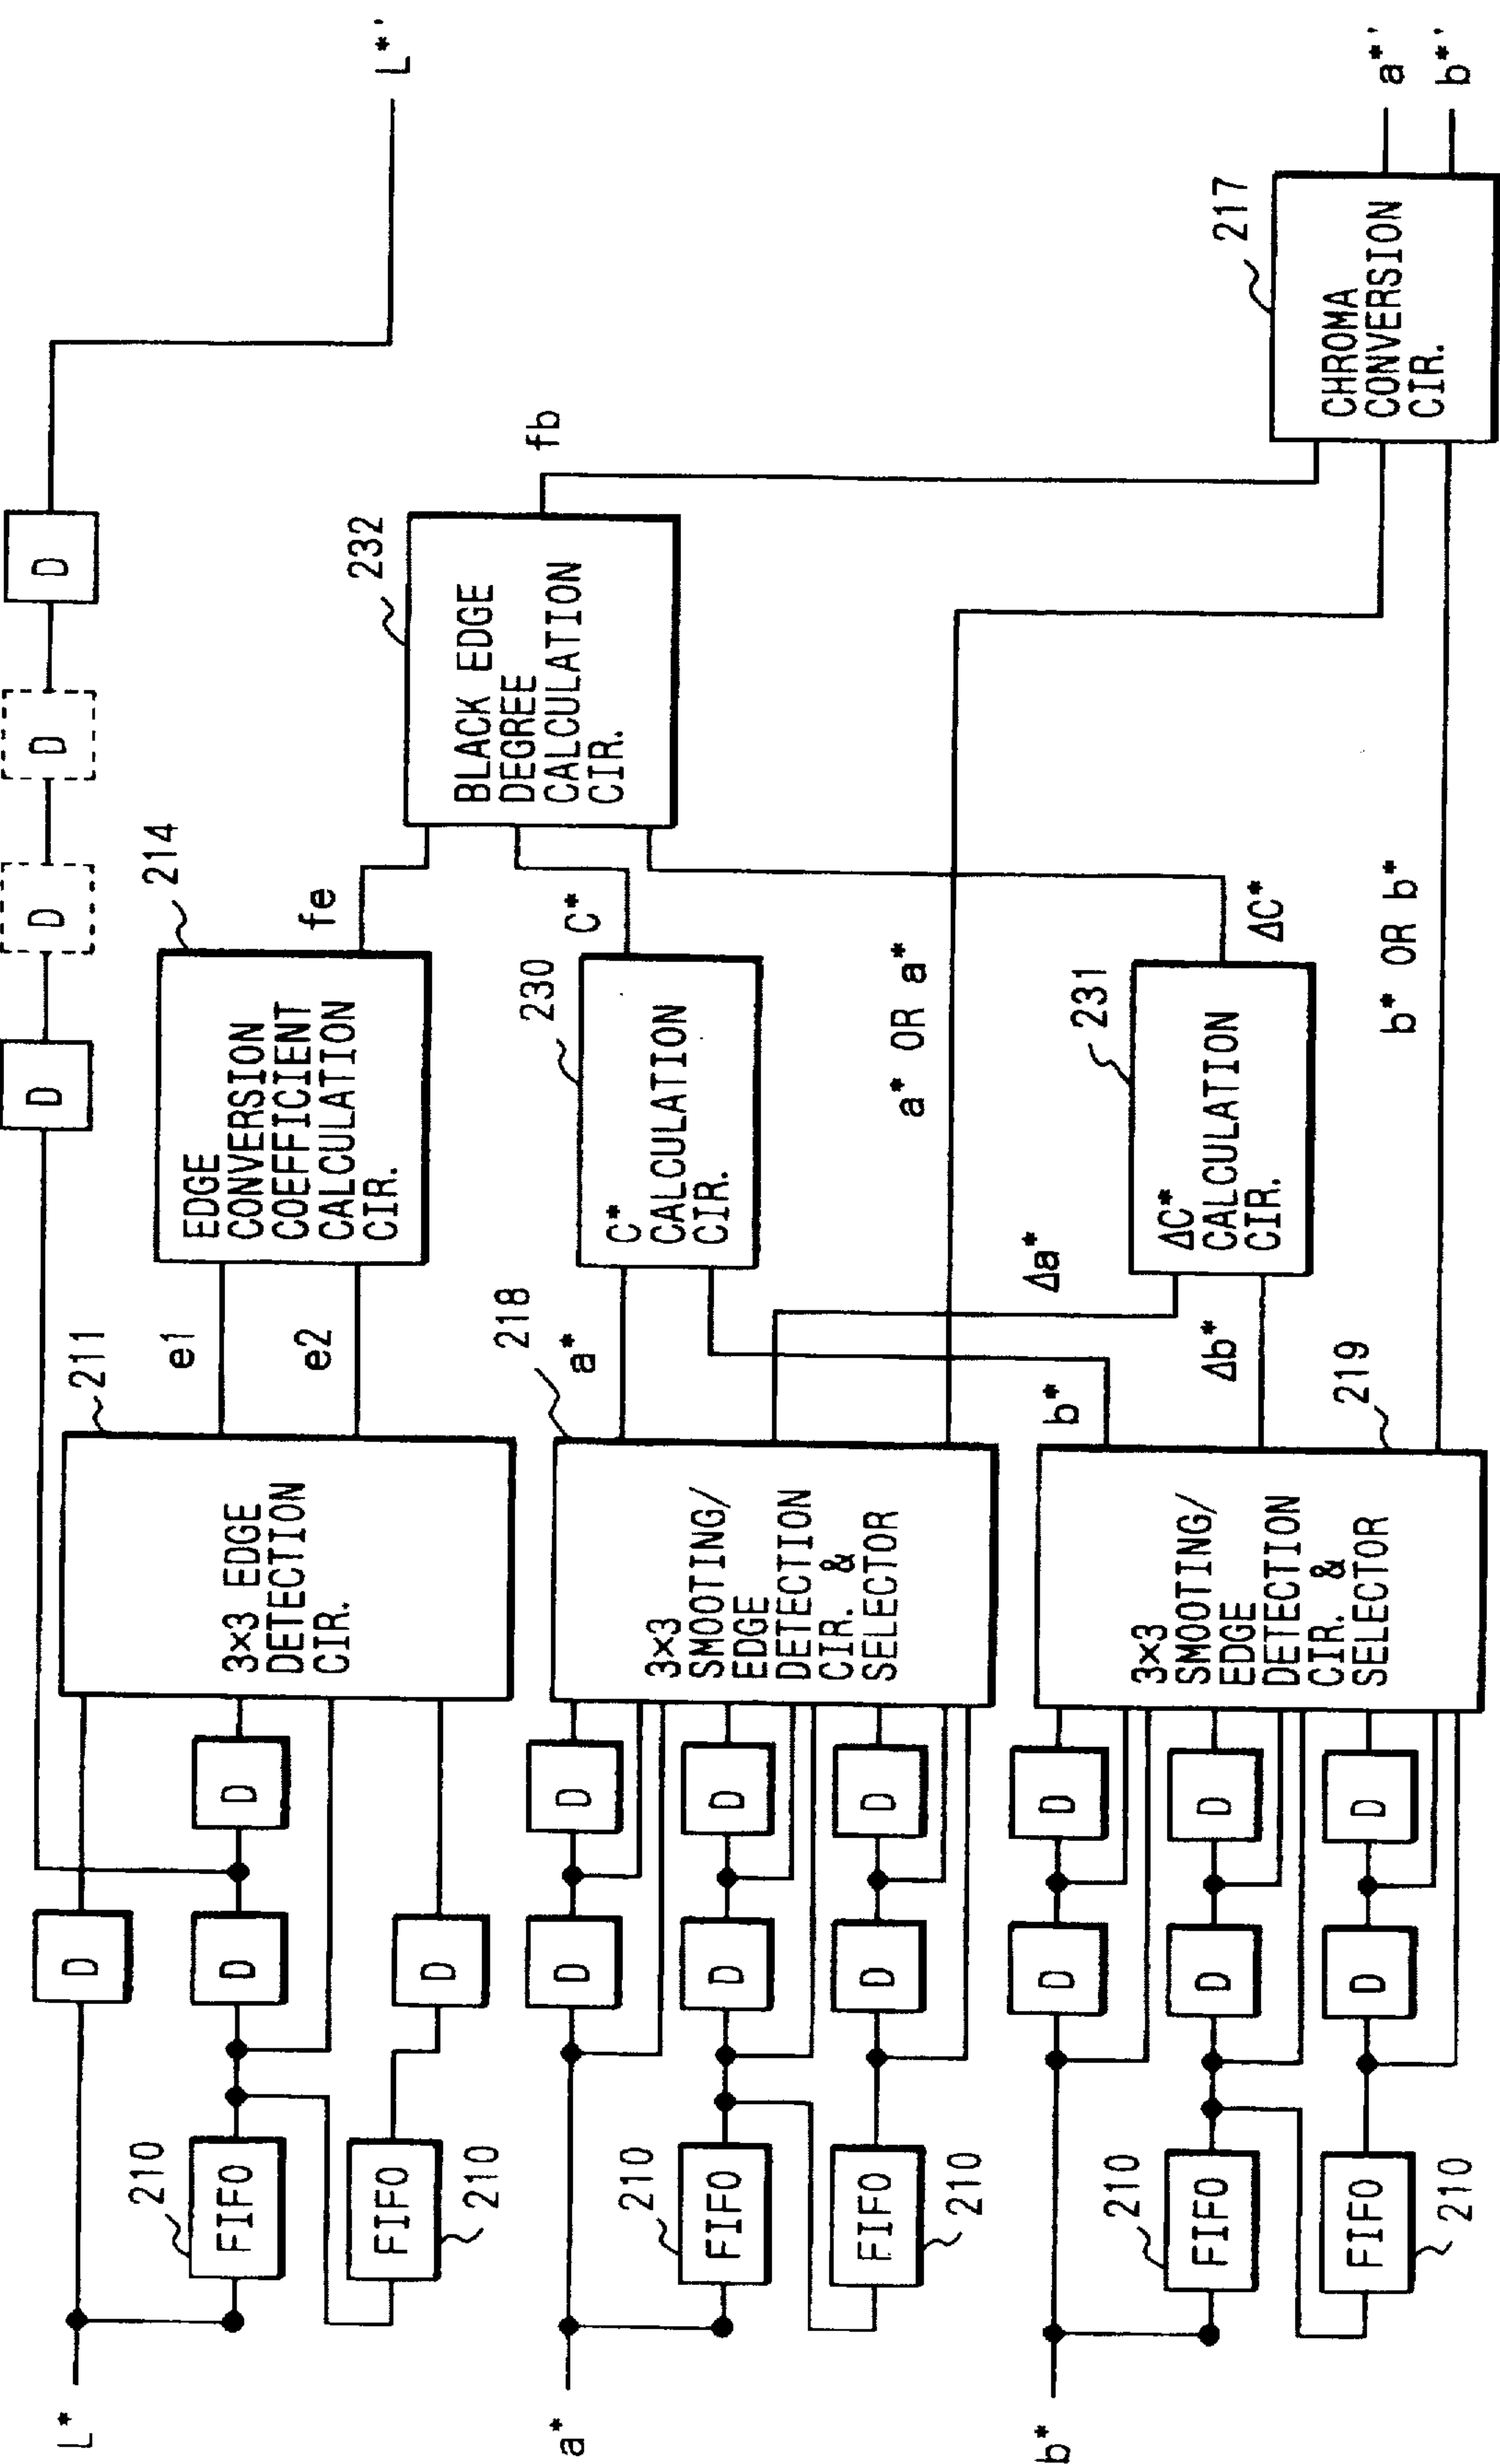 L*
D
D
D
D
D
D
D
D
L*'
210
FIFO
FIFO
210
211
3×3 EDGE
DETECTION
CIR.
e1
e2
214
EDGE
CONVERSION
COEFFICIENT
CALCULATION
CIR.
fe
232
BLACK EDGE
DEGREE
CALCULATION
CIR.
fb
a*
210
FIFO
FIFO
210
D
D
D
D
D
D
218
3×3
SMOOTING/
EDGE
DETECTION
CIR. &
SELECTOR
a*
Δa*
230
C*
CALCULATION
CIR.
C*
a* OR a*
b*
210
FIFO
FIFO
210
D
D
D
D
D
D
219
3×3
SMOOTING/
EDGE
DETECTION
CIR. &
SELECTOR
b*
Δb*
231
ΔC*
CALCULATION
CIR.
ΔC*
b* OR b*
217
CHROMA
CONVERSION
CIR.
a*'
b*'